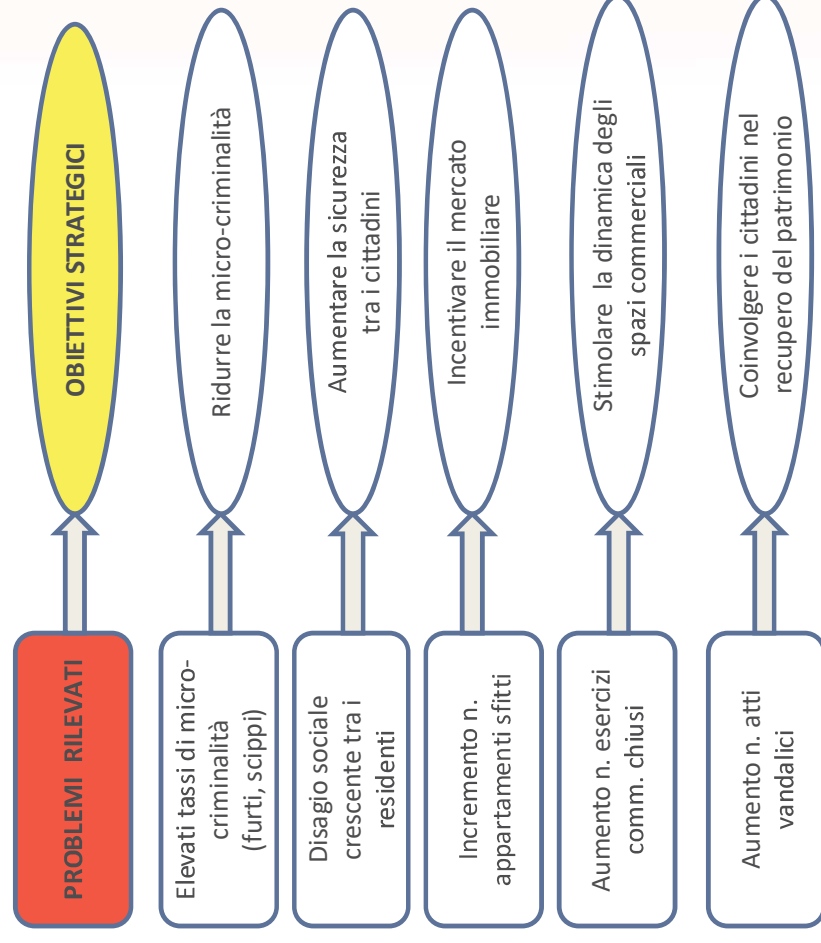 PROBLEMI RILEVATI
OBIETTIVI STRATEGICI
Elevati tassi di micro-
criminalità
(furti, scippi)
Ridurre la micro-criminalità
Disagio sociale
crescente tra i
residenti
Aumentare la sicurezza
tra i cittadini
Incremento n.
appartamenti sfitti
Incentivare il mercato
immobiliare
Aumento n. esercizi
comm. chiusi
Stimolare la dinamica degli
spazi commerciali
Aumento n. atti
vandalici
Coinvolgere i cittadini nel
recupero del patrimonio